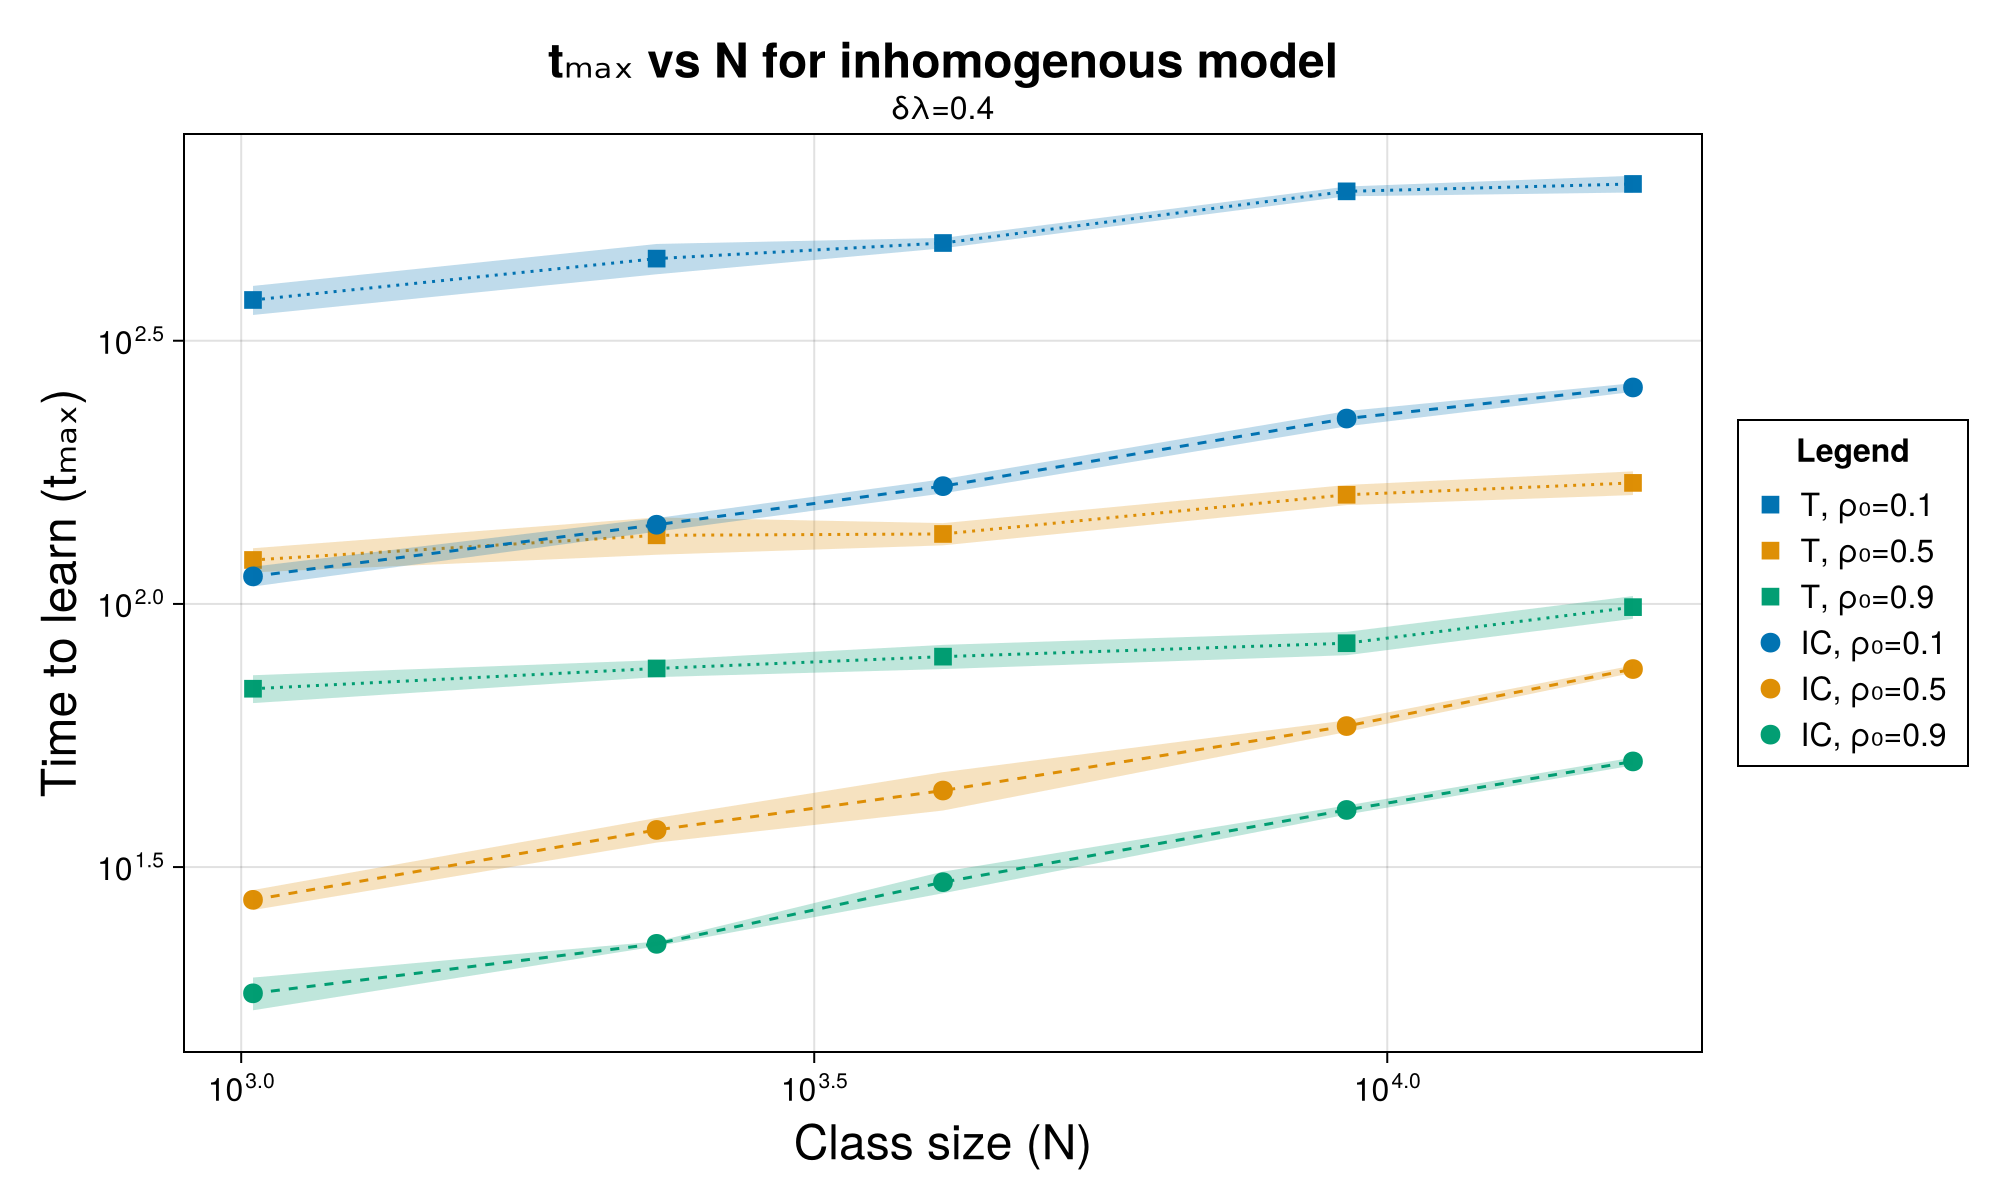 tₘₐₓ vs N for inhomogenous model
δλ=0.4
Time to learn (tₘₐₓ)
10^2.5
10^2.0
10^1.5
10^3.0
10^3.5
10^4.0
Class size (N)
Legend
T, ρ₀=0.1
T, ρ₀=0.5
T, ρ₀=0.9
IC, ρ₀=0.1
IC, ρ₀=0.5
IC, ρ₀=0.9